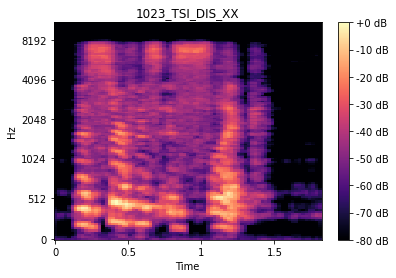 1023_TSI_DIS_XX
+0 dB
8192
-10 dB
4096
-20 dB
-30 dB
2048
Hz
-40 dB
1024
-50 dB
512
-60 dB
-70 dB
0
-80 dB
0
0.5
1
1.5
Time